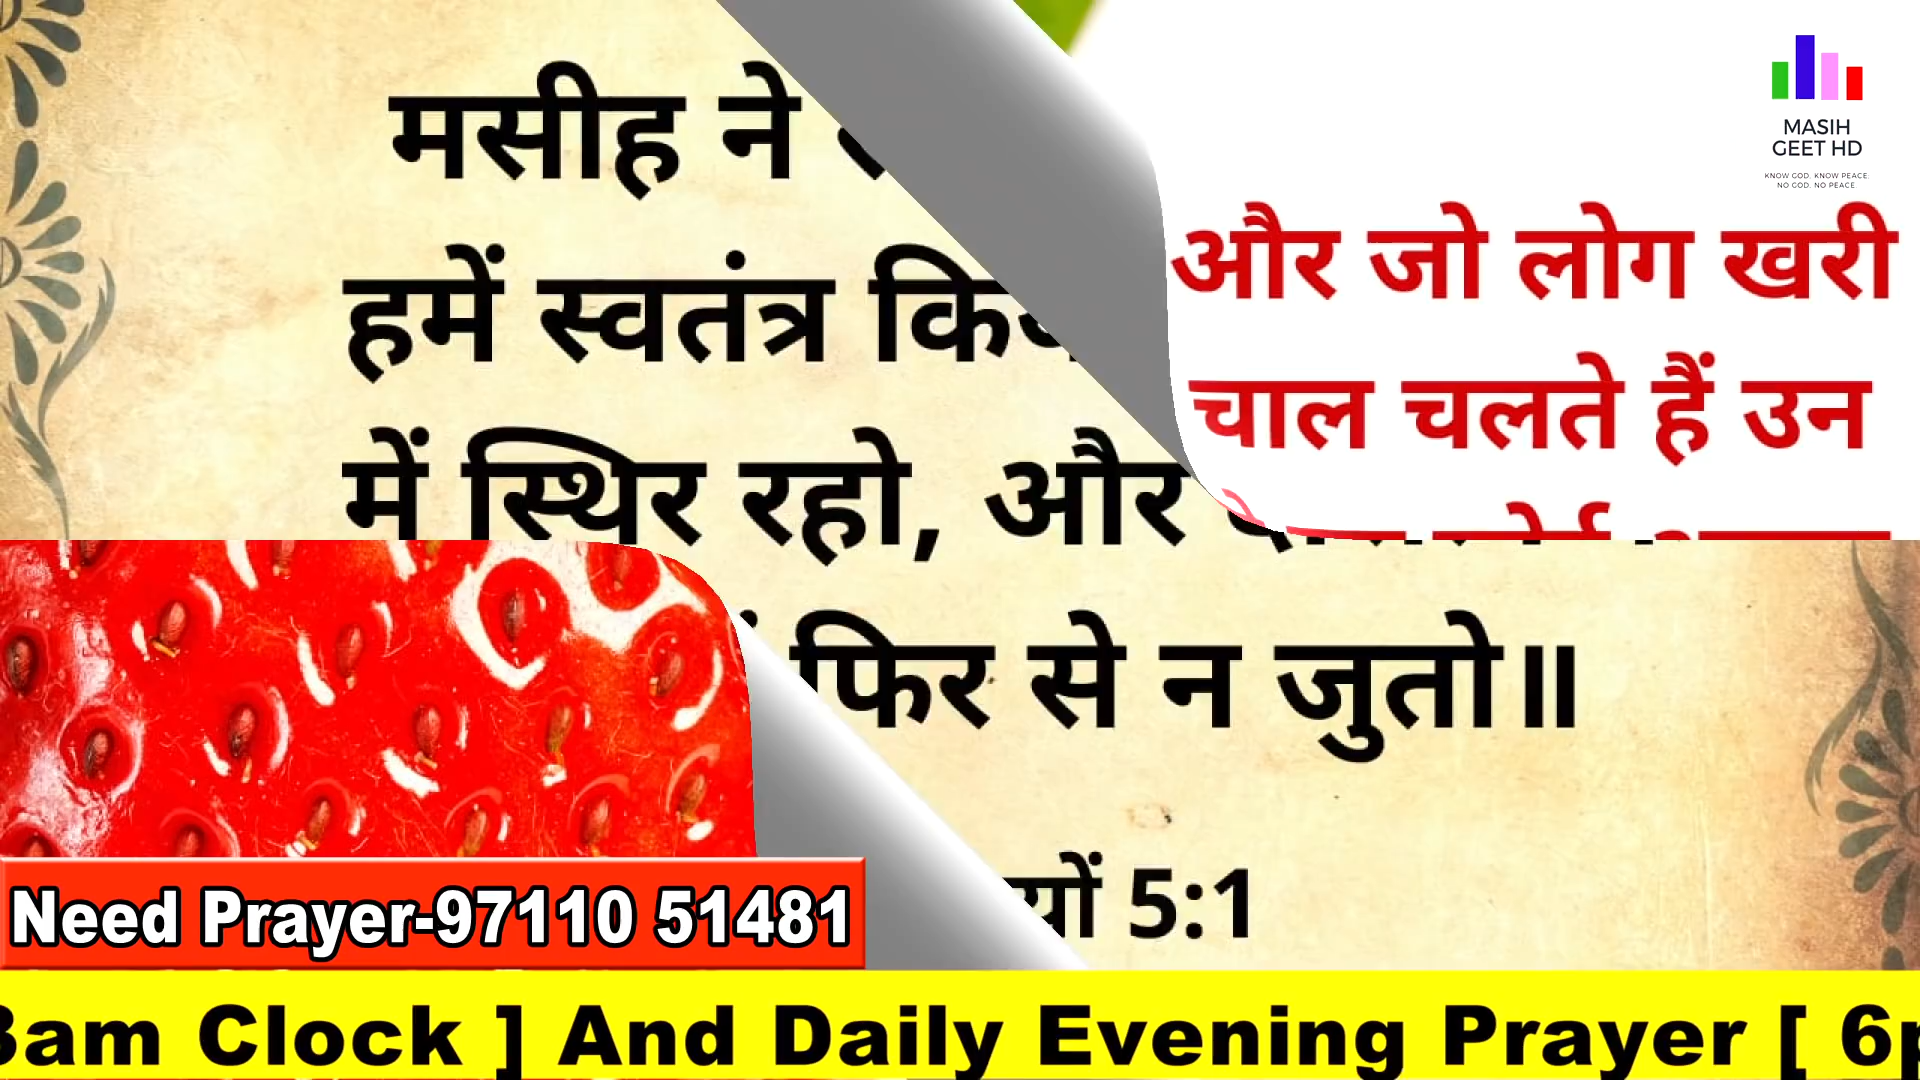 मसीह ने
हमें स्वतंत्र
में स्थिर रहो, और
फिर से न जुतो॥
5:1
MASIH
GEET HD
KNOW GOD. KNOW PEACE.
NO GOD. NO PEACE.
और जो लोग खरी
चाल चलते हैं उन
Need Prayer-97110 51481
3am Clock ] And Daily Evening Prayer [ 6p